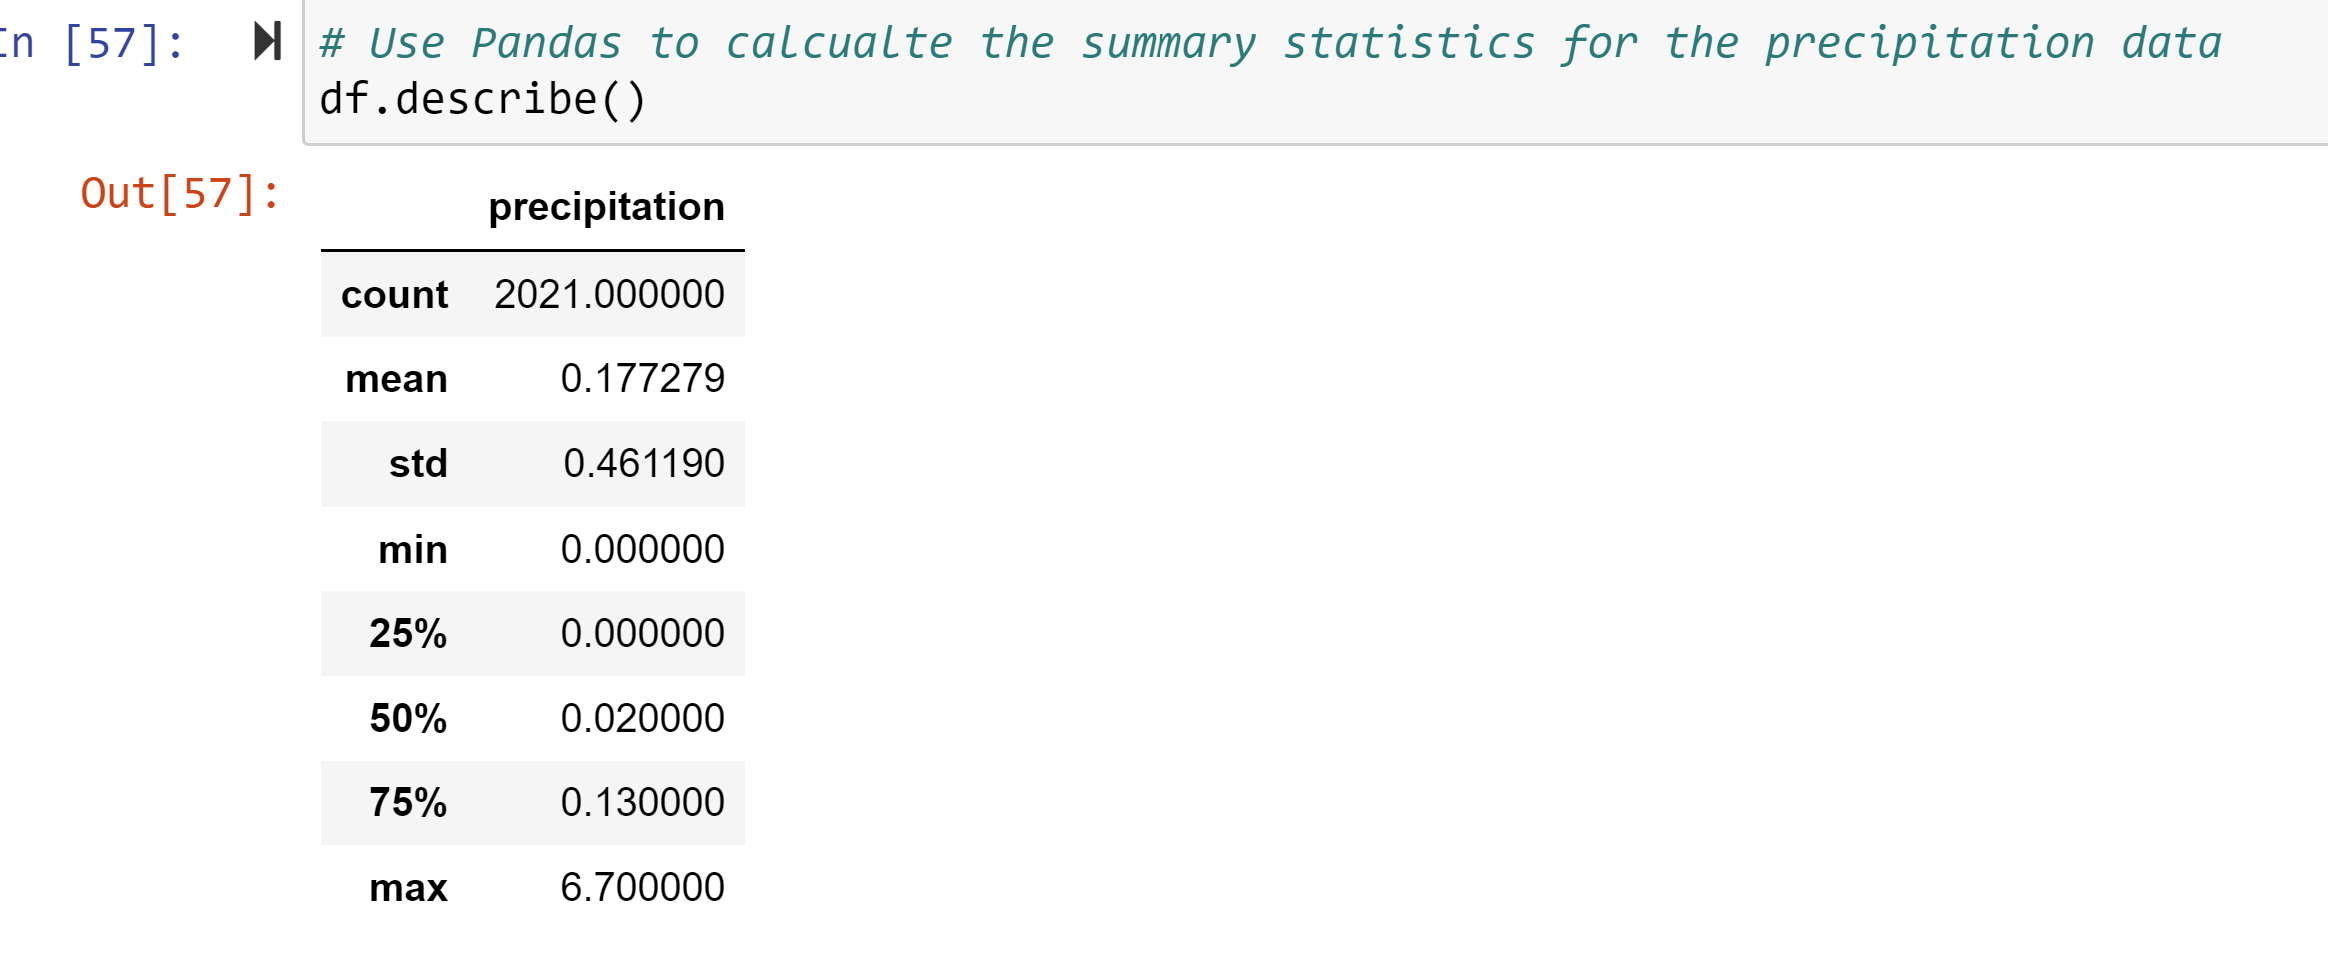 In [57]:
# Use Pandas to calcualte the summary statistics for the precipitation data
df.describe()
Out[57]:
precipitation
count 2021.000000
mean 0.177279
std 0.461190
min 0.000000
25% 0.000000
50% 0.020000
75% 0.130000
max 6.700000